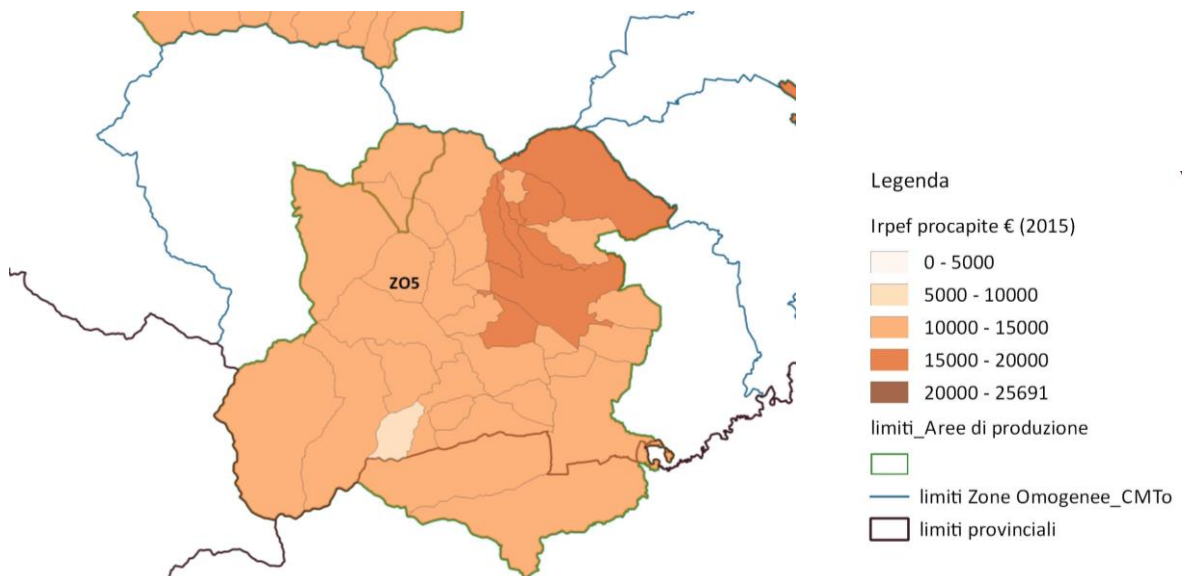 ZO5
Legenda
Irpef procapite € (2015)
0 - 5000
5000 - 10000
10000 - 15000
15000 - 20000
20000 - 25691
limiti_Aree di produzione
limiti Zone Omogenee_CMTo
limiti provinciali